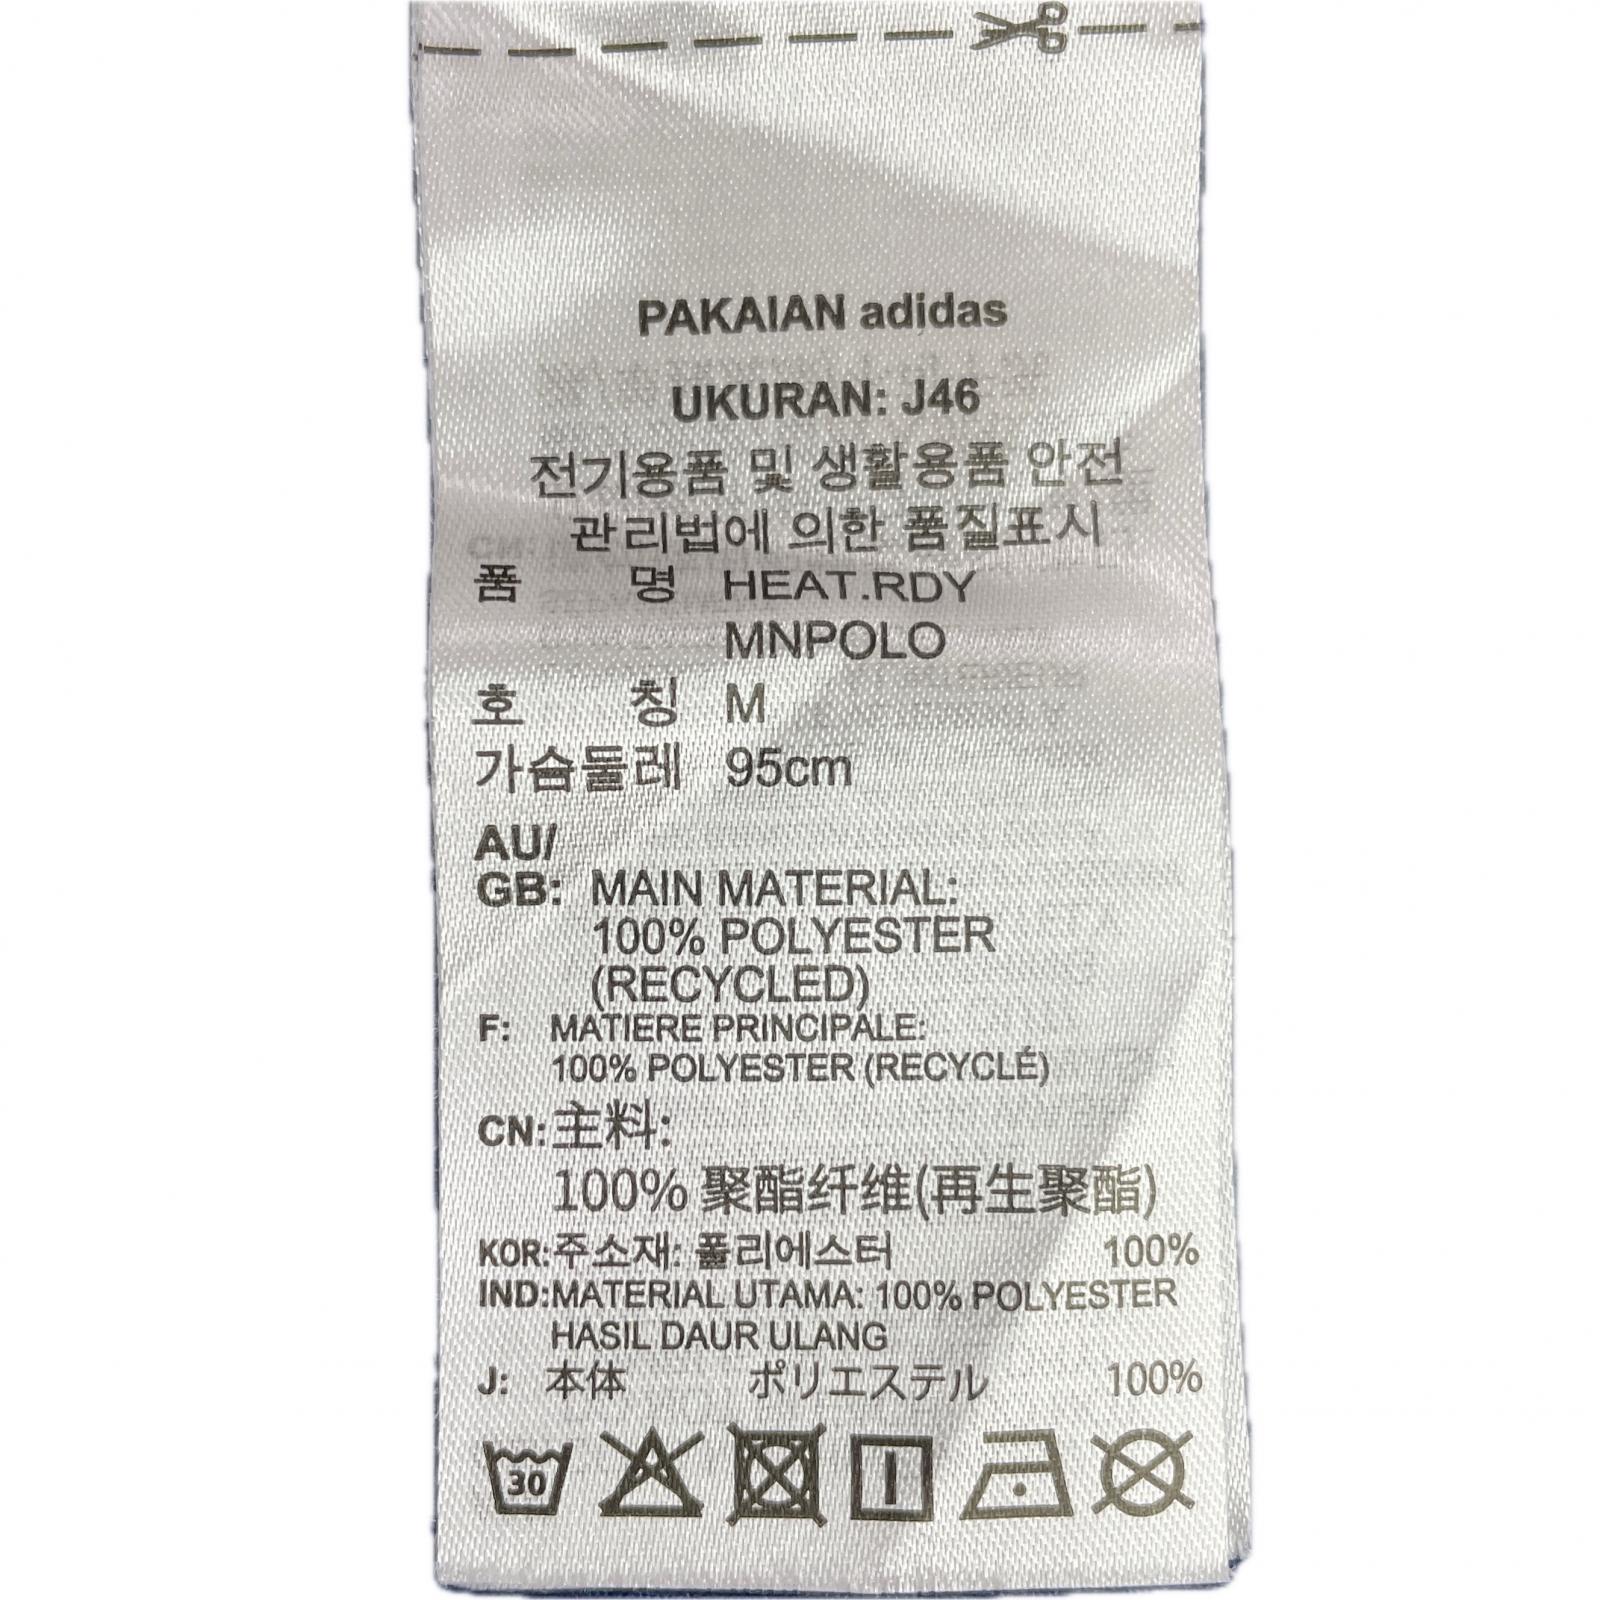 PAKAIAN adidas
UKURAN: J46
전기용품 및 생활용품 안전
관리법에 의한 품질표시
품 명 HEAT.RDY
MNPOLO
호 칭 M
가슴둘레 95cm
AU/
GB: MAIN MATERIAL:
100% POLYESTER
(RECYCLED)
F: MATIERE PRINCIPALE:
100% POLYESTER (RECYCLÉ)
CN: 主料:
100% 聚酯纤维(再生聚酯)
KOR: 주소재: 폴리에스터 100%
IND: MATERIAL UTAMA: 100% POLYESTER
HASIL DAUR ULANG
J: 本体 ポリエステル 100%
30